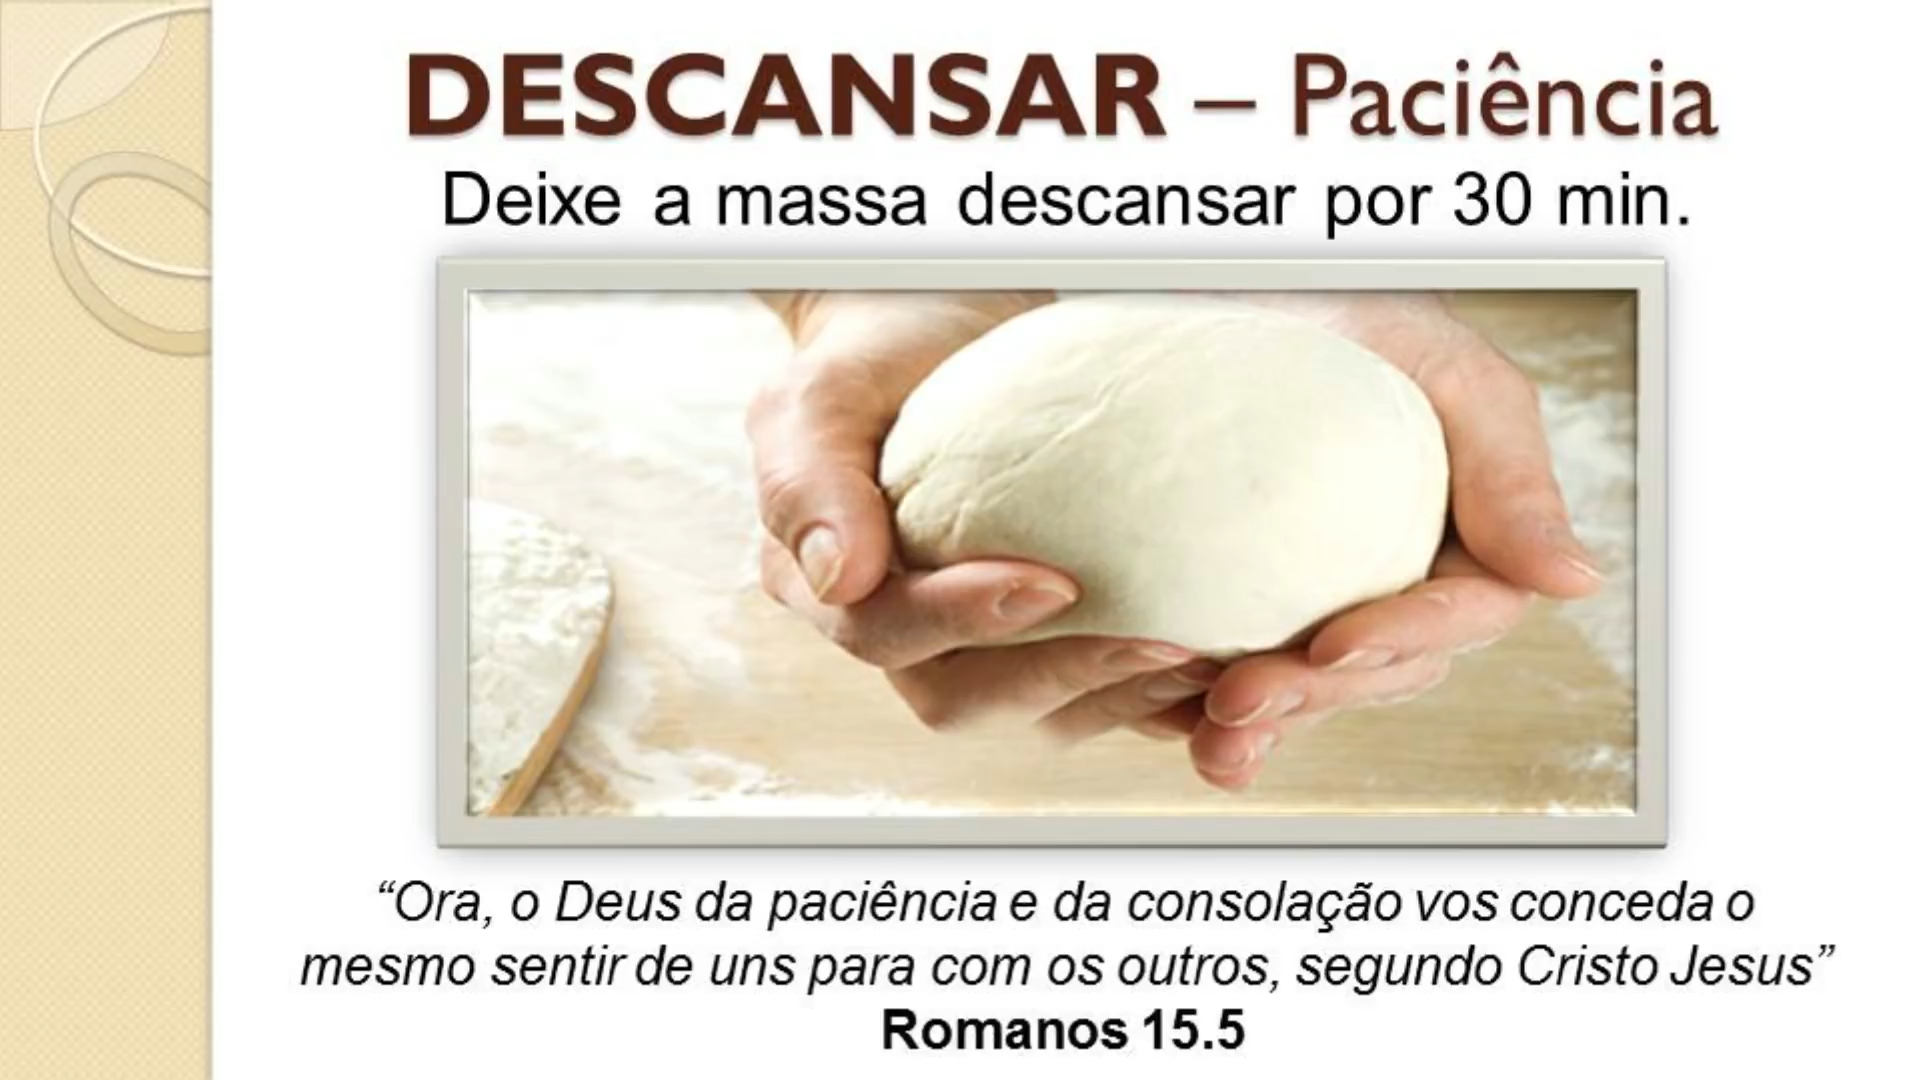 DESCANSAR – Paciência
Deixe a massa descansar por 30 min.
“Ora, o Deus da paciência e da consolação vos conceda o
mesmo sentir de uns para com os outros, segundo Cristo Jesus”
Romanos 15.5